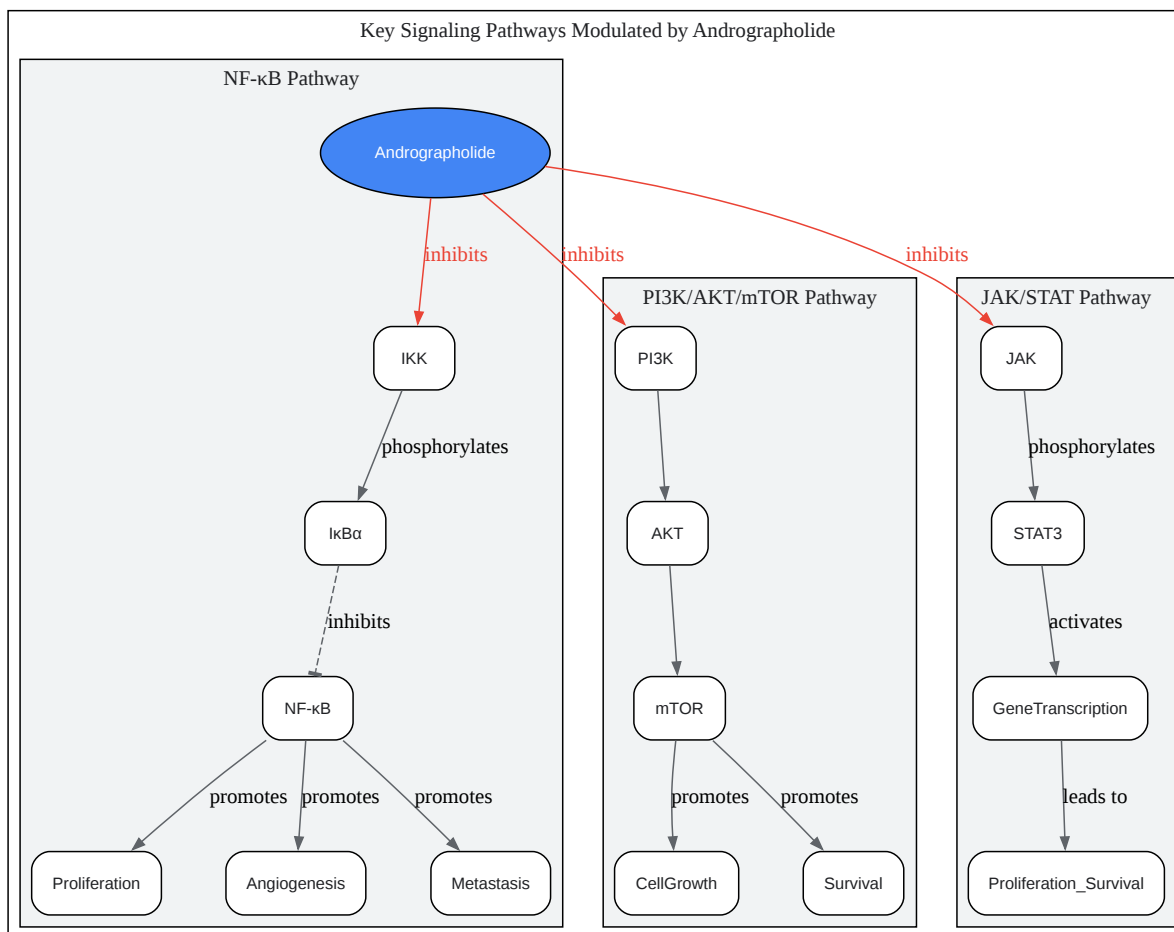 Key Signaling Pathways Modulated by Andrographolide
NF-κB Pathway
Andrographolide
inhibits
inhibits
inhibits
PI3K/AKT/mTOR Pathway
JAK/STAT Pathway
IKK
PI3K
JAK
phosphorylates
phosphorylates
IκBα
AKT
STAT3
inhibits
activates
NF-κB
mTOR
GeneTranscription
promotes
promotes
promotes
promotes
promotes
leads to
Proliferation
Angiogenesis
Metastasis
CellGrowth
Survival
Proliferation_Survival